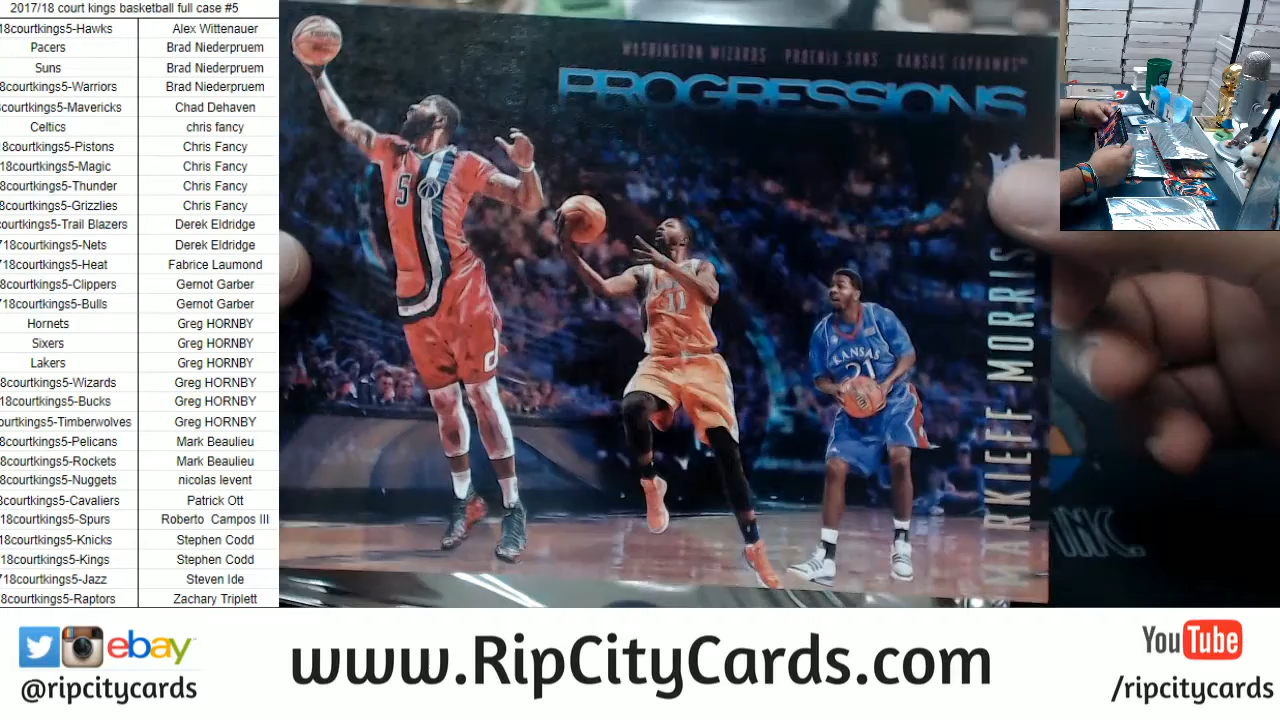 2017/18 court kings basketball full case #5
18courtkings5-Hawks Alex Wittenauer
Pacers Brad Niederpruem
Suns Brad Niederpruem
8courtkings5-Warriors Brad Niederpruem
courtkings5-Mavericks Chad Dehaven
Celtics chris fancy
18courtkings5-Pistons Chris Fancy
18courtkings5-Magic Chris Fancy
8courtkings5-Thunder Chris Fancy
8courtkings5-Grizzlies Chris Fancy
courtkings5-Trail Blazers Derek Eldridge
718courtkings5-Nets Derek Eldridge
718courtkings5-Heat Fabrice Laumond
8courtkings5-Clippers Gernot Garber
718courtkings5-Bulls Gernot Garber
Hornets Greg HORNBY
Sixers Greg HORNBY
Lakers Greg HORNBY
8courtkings5-Wizards Greg HORNBY
18courtkings5-Bucks Greg HORNBY
ourtkings5-Timberwolves Greg HORNBY
8courtkings5-Pelicans Mark Beaulieu
8courtkings5-Rockets Mark Beaulieu
8courtkings5-Nuggets nicolas levent
8courtkings5-Cavaliers Patrick Ott
18courtkings5-Spurs Roberto Campos III
18courtkings5-Knicks Stephen Codd
18courtkings5-Kings Stephen Codd
718courtkings5-Jazz Steven Ide
8courtkings5-Raptors Zachary Triplett
WASHINGTON WIZARDS PHOENIX SUNS KANSAS JAYHAWKS
PROGRESSIONS
MARKIEFF MORRIS
5
11
KANSAS
21
INC.
ebay
@ripcitycards
www.RipCityCards.com
YouTube
/ripcitycards